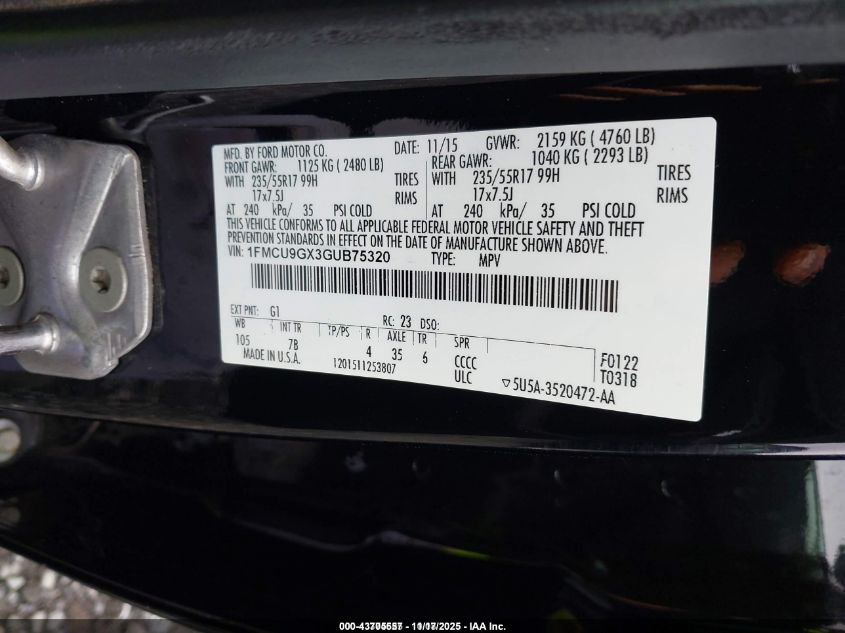 MFD. BY FORD MOTOR CO. DATE: 11/15 GVWR: 2159 KG ( 4760 LB)
FRONT GAWR: 1125 KG ( 2480 LB) REAR GAWR: 1040 KG ( 2293 LB)
WITH 235/55R17 99H TIRES WITH 235/55R17 99H TIRES
17x7.5J RIMS 17x7.5J RIMS
AT 240 kPa/ 35 PSI COLD AT 240 kPa/ 35 PSI COLD
THIS VEHICLE CONFORMS TO ALL APPLICABLE FEDERAL MOTOR VEHICLE SAFETY AND THEFT
PREVENTION STANDARDS IN EFFECT ON THE DATE OF MANUFACTURE SHOWN ABOVE.
VIN: 1FMCU9GX3GUB75320 TYPE: MPV
EXT PNT: G1 RC: 23 DSO:
WB INT TR TP/PS R AXLE TR SPR
105 7B 4 35 6 CCCC F0122
MADE IN U.S.A. 1201511253807 ULC ▽5U5A-3520472-AA T0318
2025 - IAA Inc.